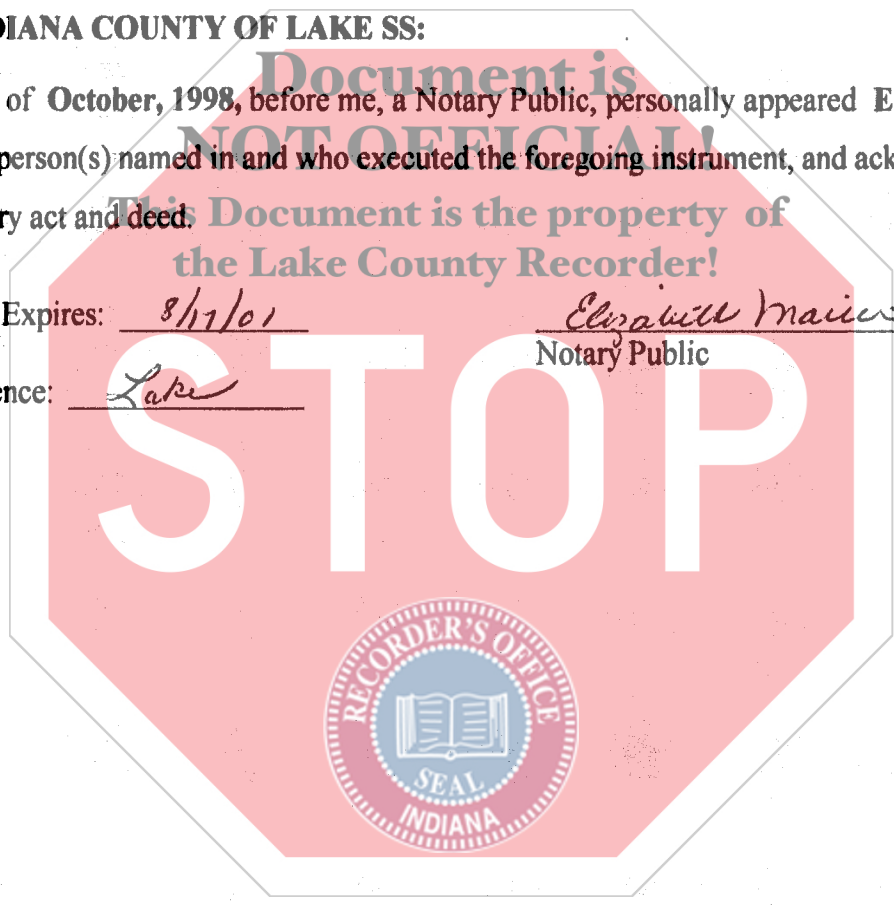 DIANA COUNTY OF LAKE SS:
Document is
of October, 1998, before me, a Notary Public, personally appeared E
NOT OFFICIAL!
person(s) named in and who executed the foregoing instrument, and ack
ry act and deed.
This Document is the property of
the Lake County Recorder!
Expires: 8/17/01
Elizabeth
Notary Public
ence: Lake
STOP
RECORDER'S OFFICE
SEAL
INDIANA